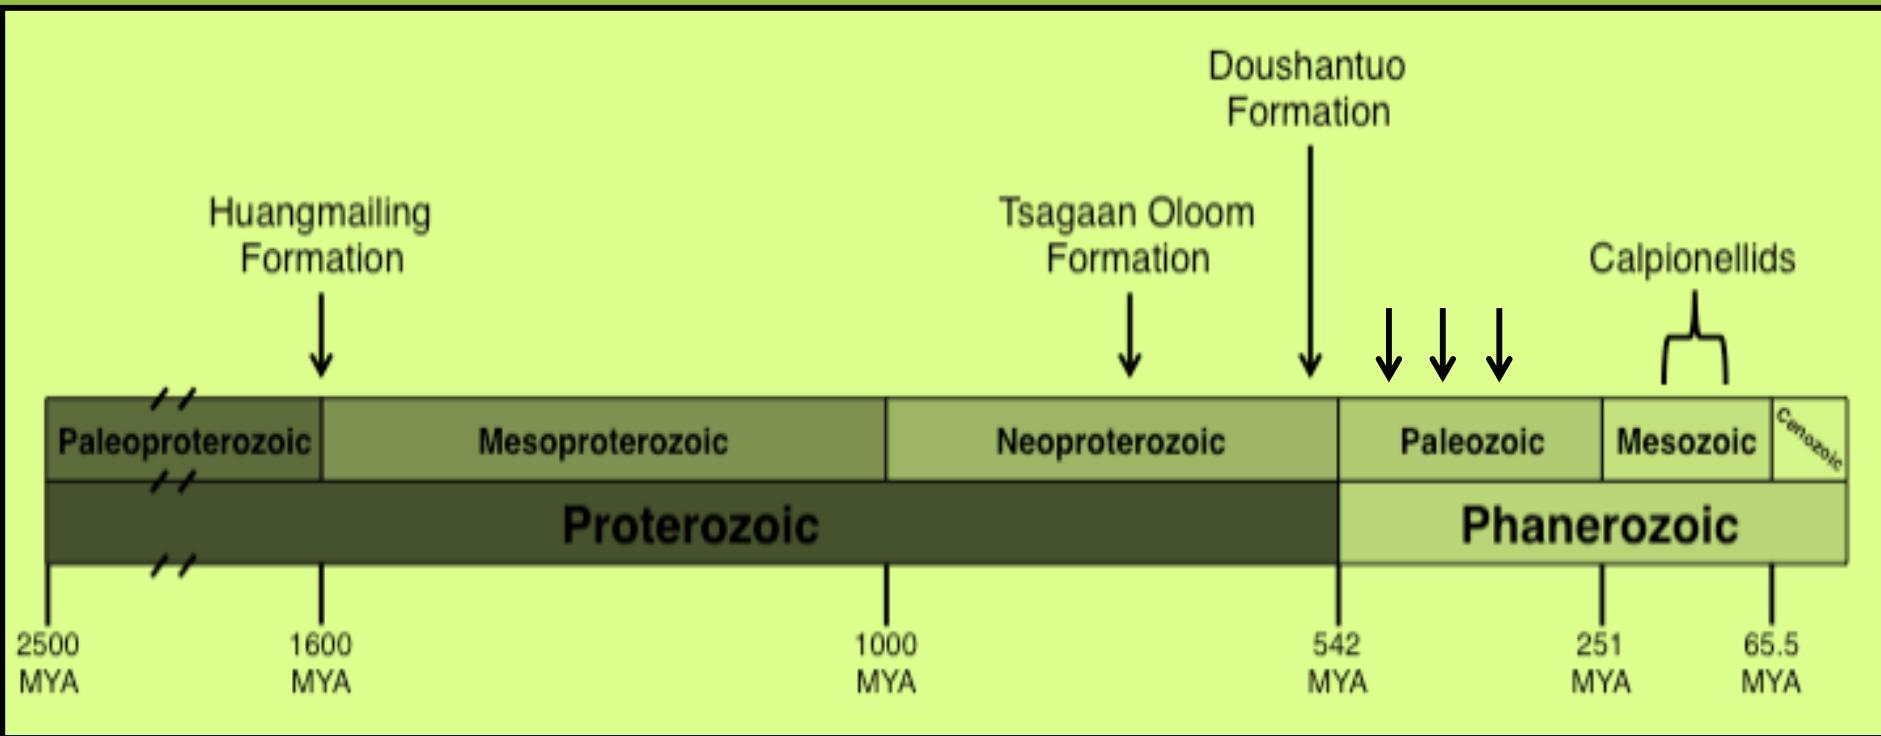 Doushantuo
Formation
Huangmailing
Formation
Tsagaan Oloom
Formation
Calpionellids
Paleoproterozoic
Mesoproterozoic
Neoproterozoic
Paleozoic
Mesozoic
Cenozoic
Proterozoic
Phanerozoic
2500
MYA
1600
MYA
1000
MYA
542
MYA
251
MYA
65.5
MYA